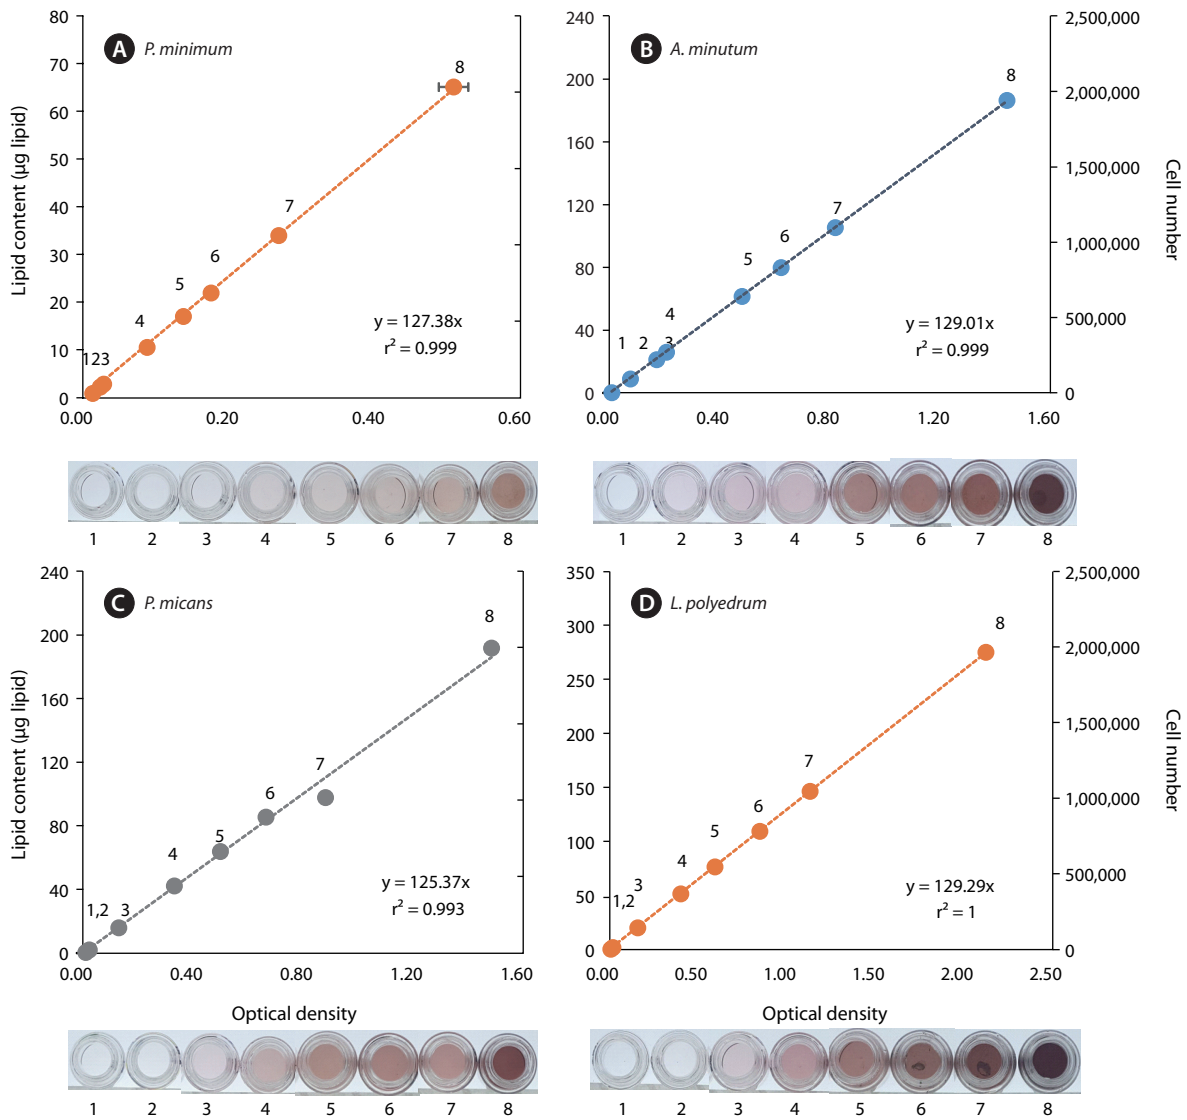 A P. minimum
80
70
60
50
40
30
20
10
0
Lipid content (µg lipid)
123
4
5
6
7
8
y = 127.38x
r² = 0.999
0.00 0.20 0.40 0.60
B A. minutum
240
200
160
120
80
40
0
1
2
3
4
5
6
7
8
y = 129.01x
r² = 0.999
2,500,000
2,000,000
1,500,000
1,000,000
500,000
0
Cell number
0.00 0.40 0.80 1.20 1.60
1 2 3 4 5 6 7 8
1 2 3 4 5 6 7 8
C P. micans
240
200
160
120
80
40
0
Lipid content (µg lipid)
1,2
3
4
5
6
7
8
y = 125.37x
r² = 0.993
0.00 0.40 0.80 1.20 1.60
Optical density
D L. polyedrum
350
300
250
200
150
100
50
0
1,2
3
4
5
6
7
8
y = 129.29x
r² = 1
2,500,000
2,000,000
1,500,000
1,000,000
500,000
0
Cell number
0.00 0.50 1.00 1.50 2.00 2.50
Optical density
1 2 3 4 5 6 7 8
1 2 3 4 5 6 7 8